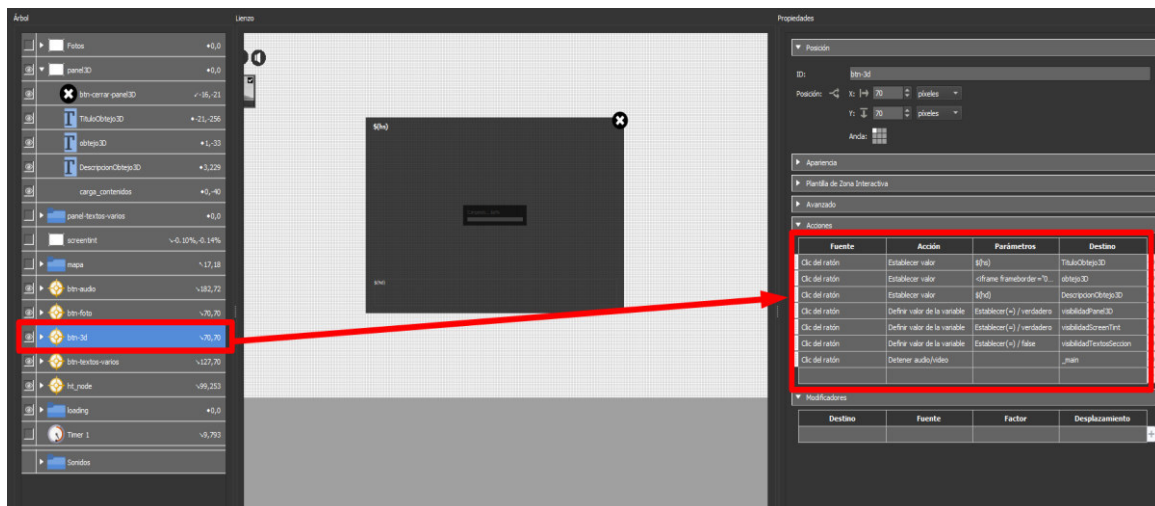 Árbol
Lienzo
Propiedades
Fotos 0,0
panel3D 0,0
btn-cerrar-panel3D -16,-21
TituloObtejo3D -21,-256
obtejo3D 1,-33
DescripcionObtejo3D 3,229
carga_contenidos 0,-40
panel-textos-varios 0,0
screentint -0.10%,-0.14%
mapa 17,18
btn-audio 182,72
btn-foto 70,70
btn-3d 70,70
btn-textos-varios 127,70
ht_node 99,253
loading 0,0
Timer 1 9,793
Sonidos
$(hs)
$(hd)
Posición
ID: btn-3d
Posición: X: 70 píxeles
Y: 70 píxeles
Ancla:
Apariencia
Plantilla de Zona Interactiva
Avanzado
Acciones
Fuente Acción Parámetros Destino
Clic del ratón Establecer valor $(hs) TituloObtejo3D
Clic del ratón Establecer valor <iframe frameborder="0... obtejo3D
Clic del ratón Establecer valor $(hd) DescripcionObtejo3D
Clic del ratón Definir valor de la variable Establecer(=) / verdadero visibilidadPanel3D
Clic del ratón Definir valor de la variable Establecer(=) / verdadero visibilidadScreenTint
Clic del ratón Definir valor de la variable Establecer(=) / false visibilidadTextosSeccion
Clic del ratón Detener audio/video _main
Modificadores
Destino Fuente Factor Desplazamiento